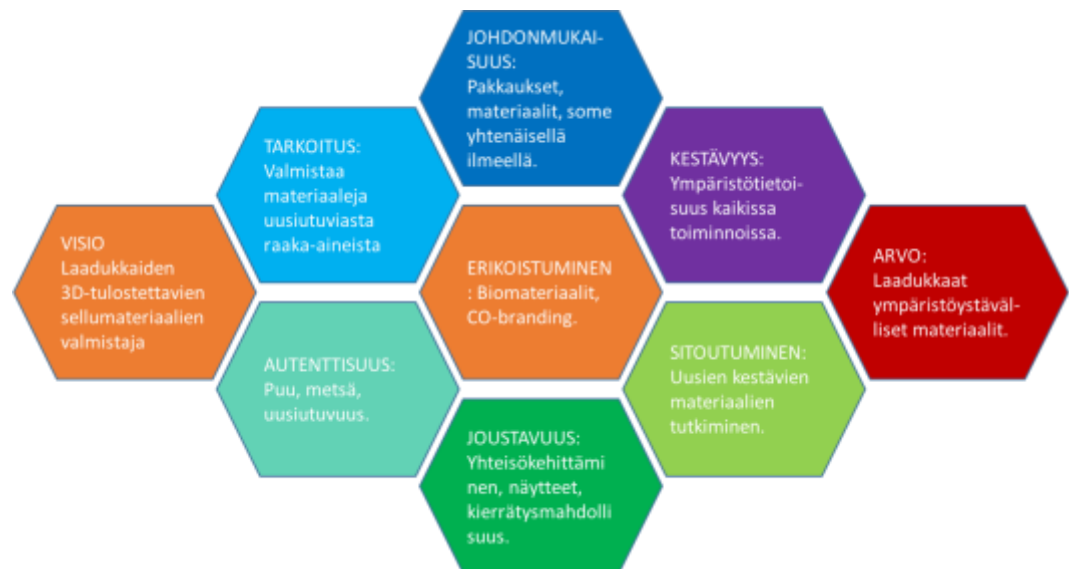 JOHDONMUKAI-
SUUS:
Pakkaukset,
materiaalit, some
yhtenäisellä
ilmeellä.
TARKOITUS:
Valmistaa
materiaaleja
uusiutuviasta
raaka-aineista
KESTÄVYYS:
Ympäristötietoi-
suus kaikissa
toiminnoissa.
VISIO
Laadukkaiden
3D-tulostettavien
sellumateriaalien
valmistaja
ERIKOISTUMINEN
: Biomateriaalit,
CO-branding.
ARVO:
Laadukkaat
ympäristöystäväl-
liset materiaalit.
AUTENTTISUUS:
Puu, metsä,
uusiutuvuus.
SITOUTUMINEN:
Uusien kestävien
materiaalien
tutkiminen.
JOUSTAVUUS:
Yhteisökehittämi
nen, näytteet,
kierrätysmahdolli
suus.